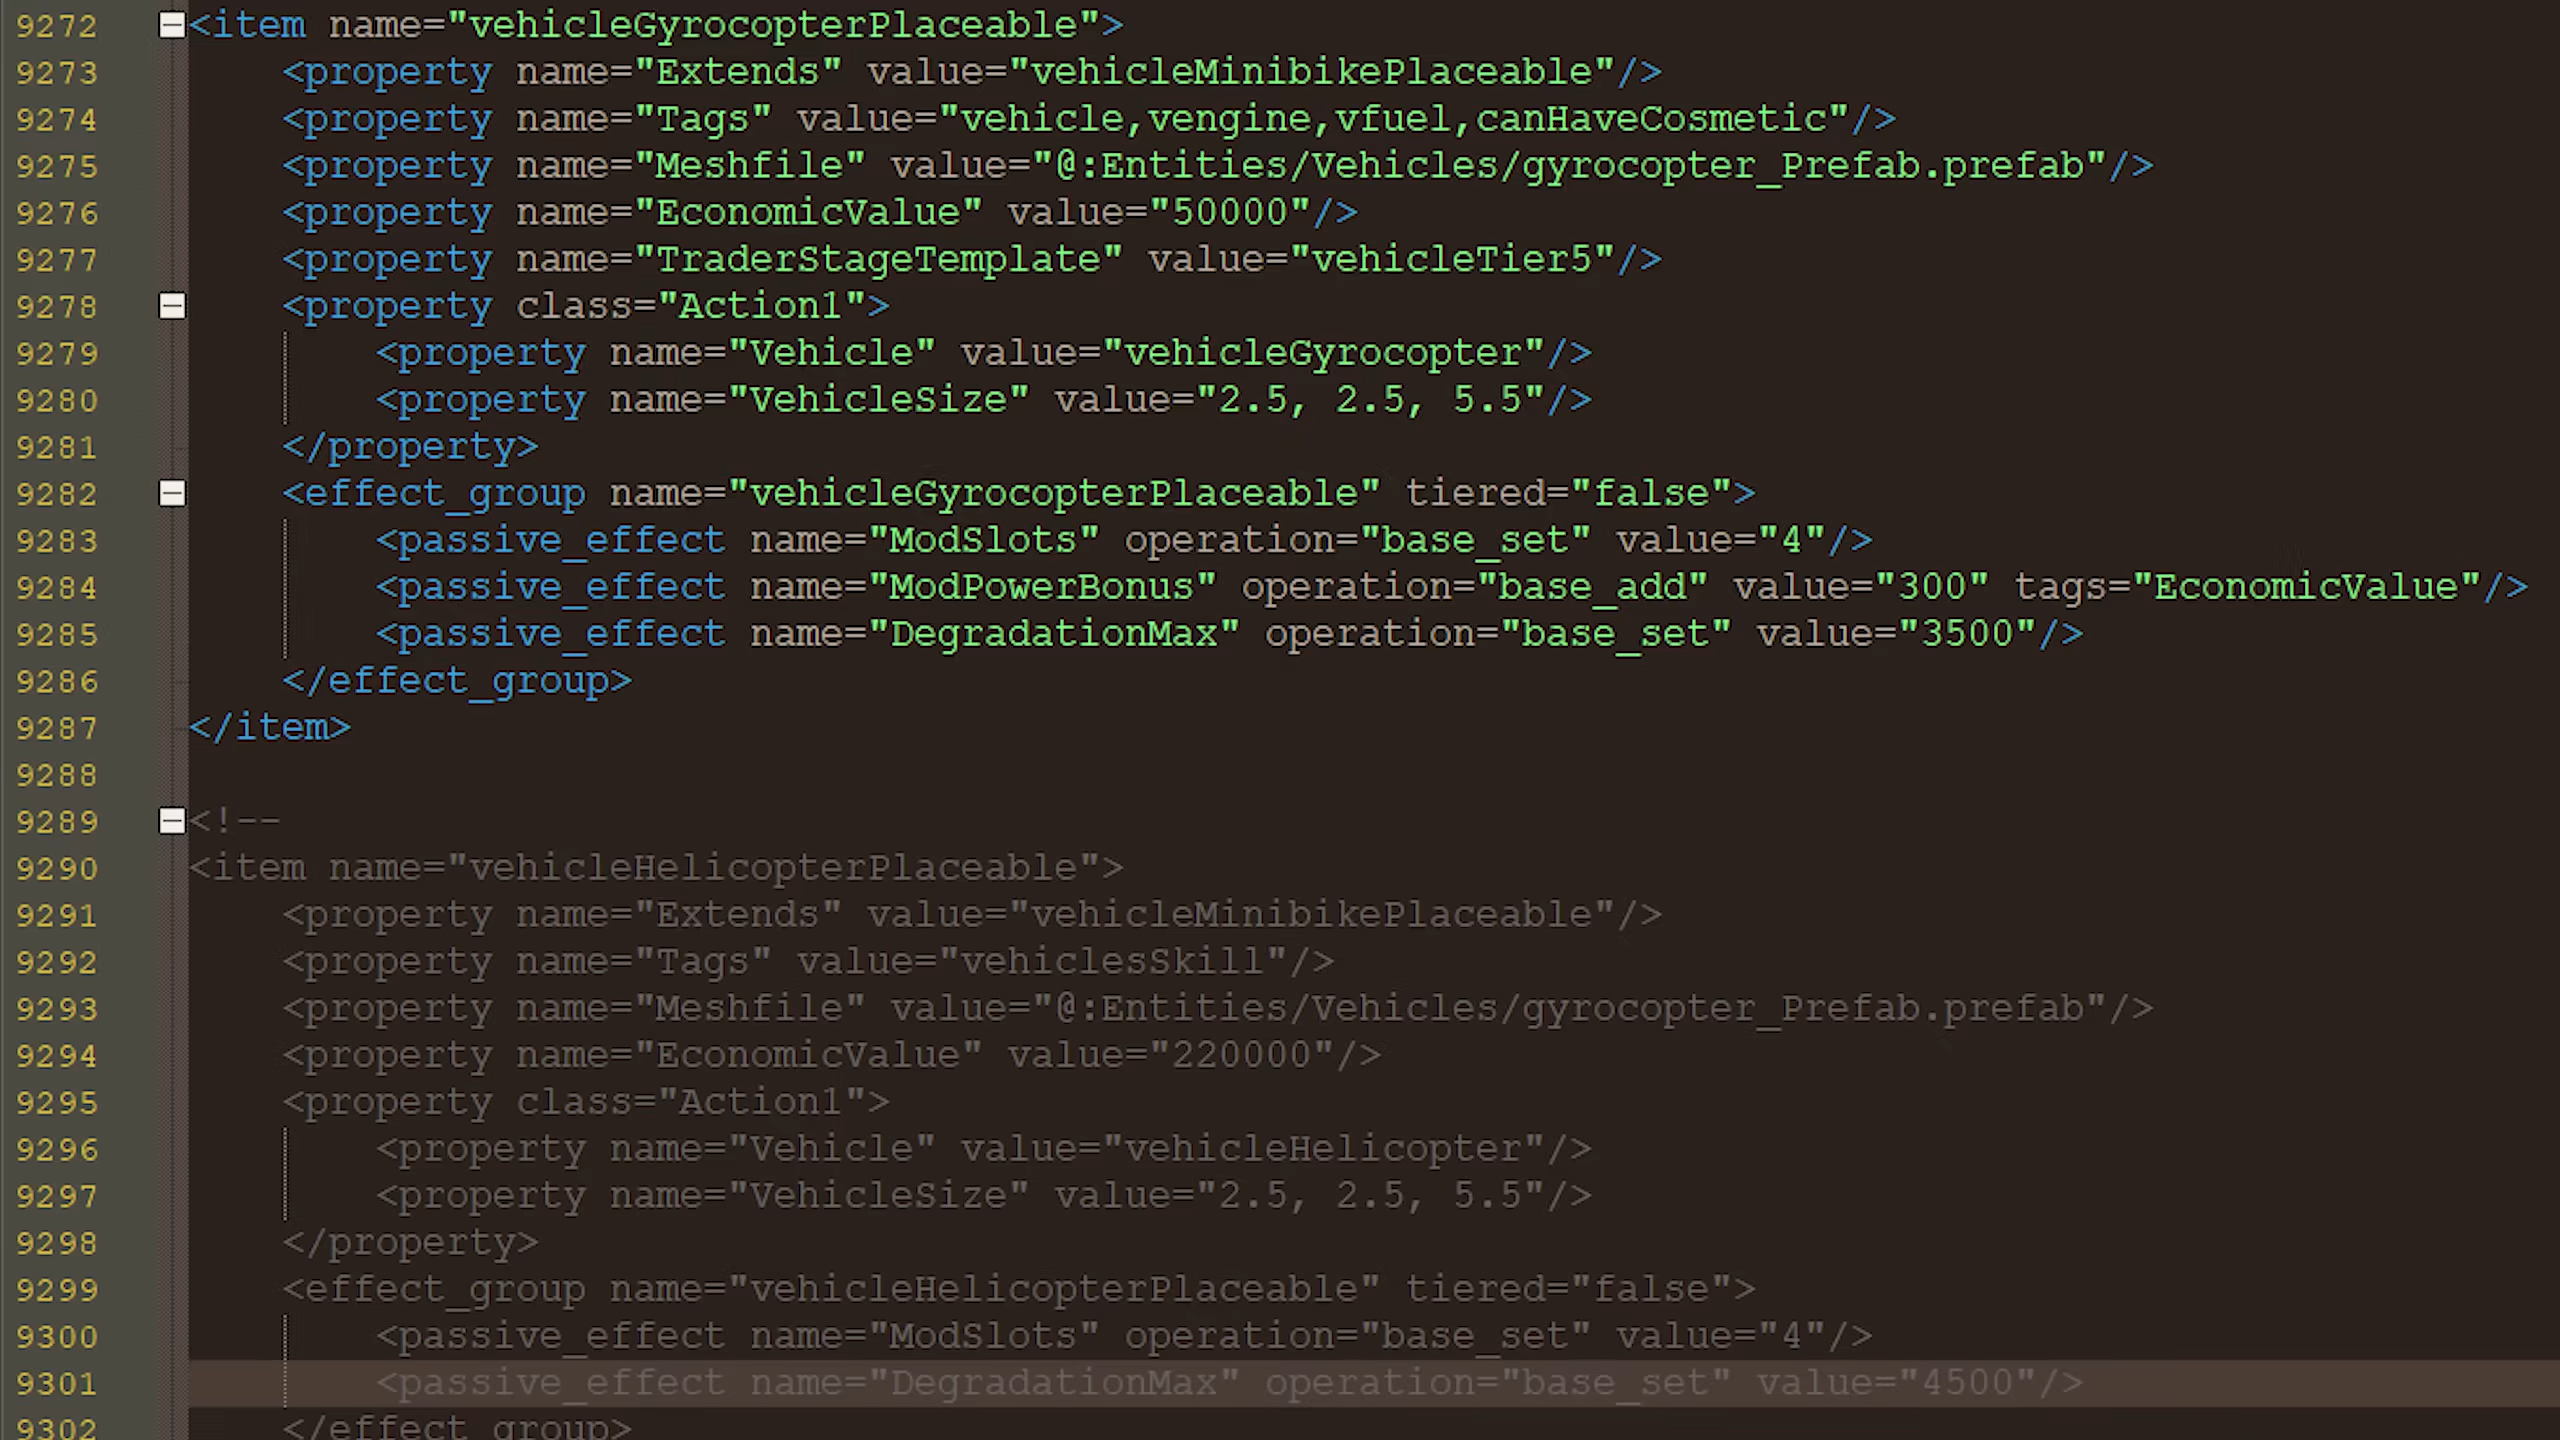 9272 <item name="vehicleGyrocopterPlaceable">
9273 <property name="Extends" value="vehicleMinibikePlaceable"/>
9274 <property name="Tags" value="vehicle,vengine,vfuel,canHaveCosmetic"/>
9275 <property name="Meshfile" value="@:Entities/Vehicles/gyrocopter_Prefab.prefab"/>
9276 <property name="EconomicValue" value="50000"/>
9277 <property name="TraderStageTemplate" value="vehicleTier5"/>
9278 <property class="Action1">
9279 <property name="Vehicle" value="vehicleGyrocopter"/>
9280 <property name="VehicleSize" value="2.5, 2.5, 5.5"/>
9281 </property>
9282 <effect_group name="vehicleGyrocopterPlaceable" tiered="false">
9283 <passive_effect name="ModSlots" operation="base_set" value="4"/>
9284 <passive_effect name="ModPowerBonus" operation="base_add" value="300" tags="EconomicValue"/>
9285 <passive_effect name="DegradationMax" operation="base_set" value="3500"/>
9286 </effect_group>
9287 </item>
9288
9289 <!--
9290 <item name="vehicleHelicopterPlaceable">
9291 <property name="Extends" value="vehicleMinibikePlaceable"/>
9292 <property name="Tags" value="vehiclesSkill"/>
9293 <property name="Meshfile" value="@:Entities/Vehicles/gyrocopter_Prefab.prefab"/>
9294 <property name="EconomicValue" value="220000"/>
9295 <property class="Action1">
9296 <property name="Vehicle" value="vehicleHelicopter"/>
9297 <property name="VehicleSize" value="2.5, 2.5, 5.5"/>
9298 </property>
9299 <effect_group name="vehicleHelicopterPlaceable" tiered="false">
9300 <passive_effect name="ModSlots" operation="base_set" value="4"/>
9301 <passive_effect name="DegradationMax" operation="base_set" value="4500"/>
9302 </effect_group>